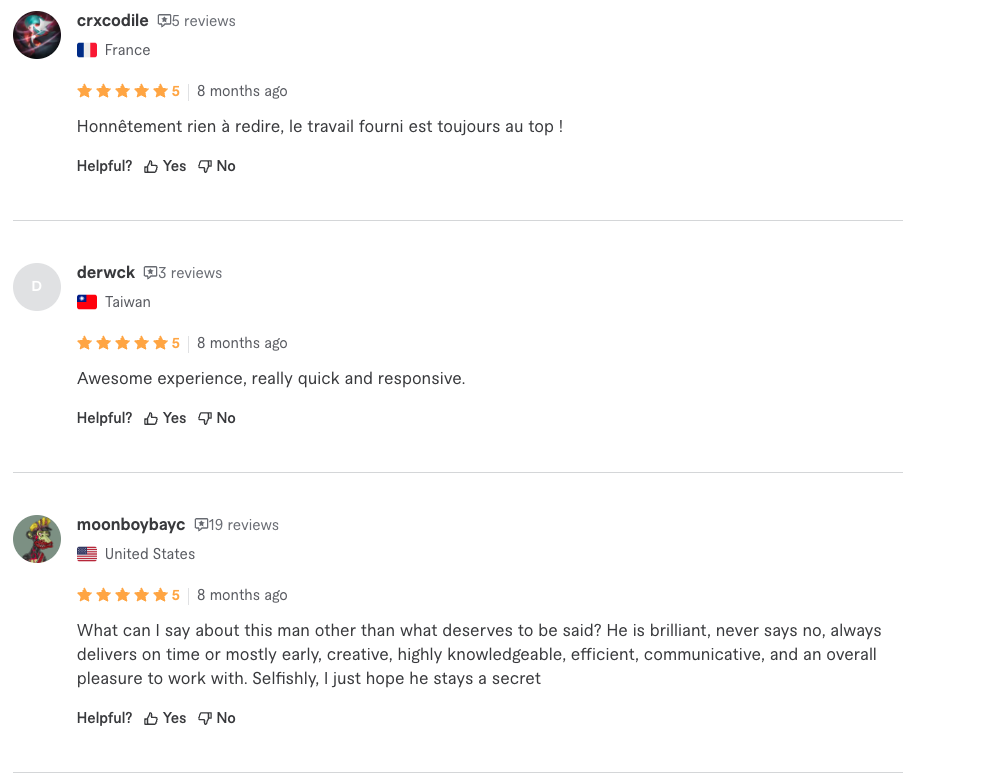 crxcodile 5 reviews
France
5 8 months ago
Honnêtement rien à redire, le travail fourni est toujours au top !
Helpful? Yes No
D
derwck 3 reviews
Taiwan
5 8 months ago
Awesome experience, really quick and responsive.
Helpful? Yes No
moonboybayc 19 reviews
United States
5 8 months ago
What can I say about this man other than what deserves to be said? He is brilliant, never says no, always
delivers on time or mostly early, creative, highly knowledgeable, efficient, communicative, and an overall
pleasure to work with. Selfishly, I just hope he stays a secret
Helpful? Yes No